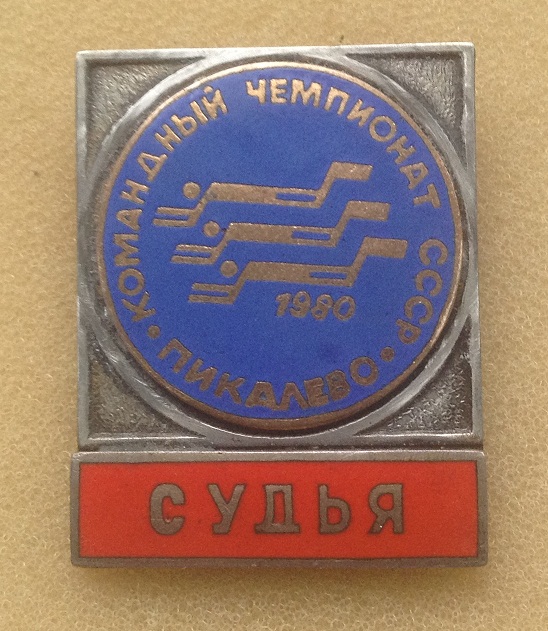 КОМАНДНЫЙ ЧЕМПИОНАТ СССР
1980
• ПИКАЛЕВО •
СУДЬЯ